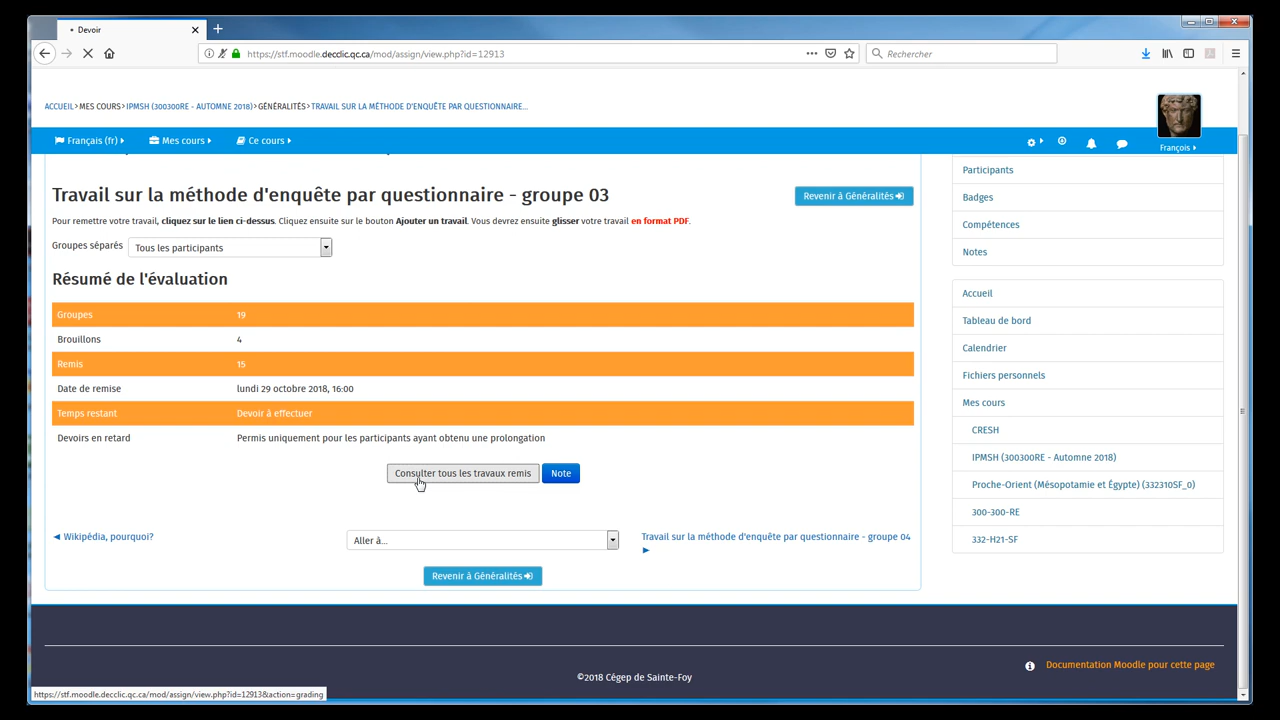 Devoir
https://stf.moodle.decclic.qc.ca/mod/assign/view.php?id=12913
Rechercher
ACCUEIL › MES COURS › IPMSH (300300RE - AUTOMNE 2018) › GÉNÉRALITÉS › TRAVAIL SUR LA MÉTHODE D'ENQUÊTE PAR QUESTIONNAIRE...
Français (fr) Mes cours Ce cours
François
Travail sur la méthode d'enquête par questionnaire - groupe 03
Revenir à Généralités
Pour remettre votre travail, cliquez sur le lien ci-dessus. Cliquez ensuite sur le bouton Ajouter un travail. Vous devrez ensuite glisser votre travail en format PDF.
Groupes séparés Tous les participants
Résumé de l'évaluation
Groupes 19
Brouillons 4
Remis 15
Date de remise lundi 29 octobre 2018, 16:00
Temps restant Devoir à effectuer
Devoirs en retard Permis uniquement pour les participants ayant obtenu une prolongation
Consulter tous les travaux remis Note
◄ Wikipédia, pourquoi?
Aller à...
Travail sur la méthode d'enquête par questionnaire - groupe 04
►
Revenir à Généralités
Participants
Badges
Compétences
Notes
Accueil
Tableau de bord
Calendrier
Fichiers personnels
Mes cours
CRESH
IPMSH (300300RE - Automne 2018)
Proche-Orient (Mésopotamie et Égypte) (332310SF_0)
300-300-RE
332-H21-SF
Documentation Moodle pour cette page
©2018 Cégep de Sainte-Foy
https://stf.moodle.decclic.qc.ca/mod/assign/view.php?id=12913&action=grading